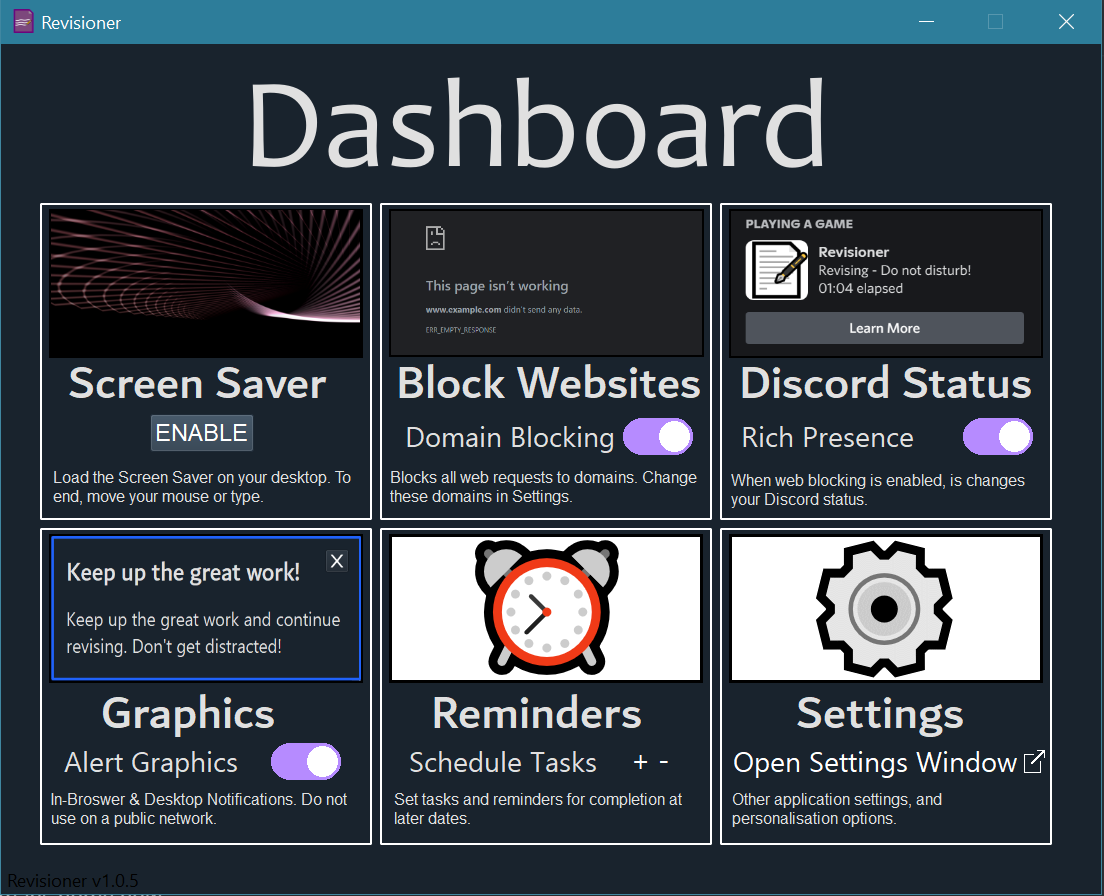 Revisioner
Dashboard
This page isn't working
www.example.com didn't send any data.
ERR_EMPTY_RESPONSE
PLAYING A GAME
Revisioner
Revising - Do not disturb!
01:04 elapsed
Learn More
Screen Saver
ENABLE
Load the Screen Saver on your desktop. To
end, move your mouse or type.
Block Websites
Domain Blocking
Blocks all web requests to domains. Change
these domains in Settings.
Discord Status
Rich Presence
When web blocking is enabled, is changes
your Discord status.
Keep up the great work!
X
Keep up the great work and continue
revising. Don't get distracted!
Graphics
Alert Graphics
In-Broswer & Desktop Notifications. Do not
use on a public network.
Reminders
Schedule Tasks + -
Set tasks and reminders for completion at
later dates.
Settings
Open Settings Window
Other application settings, and
personalisation options.
Revisioner v1.0.5